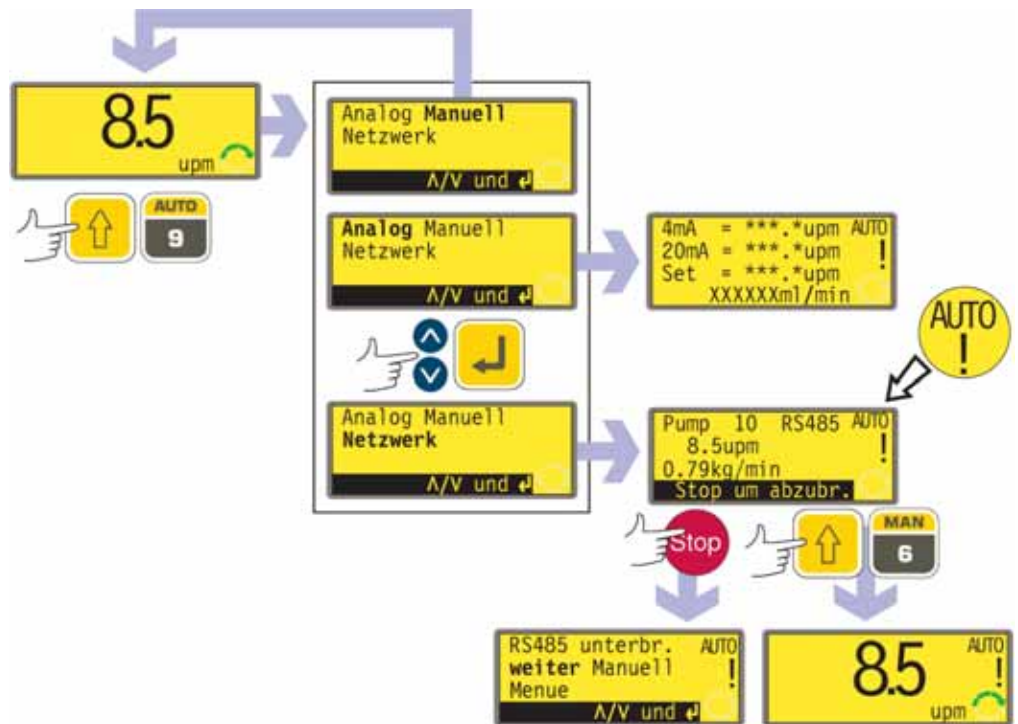 8.5
upm
AUTO
9
Analog Manuell
Netzwerk
Λ/V und ↵
Analog Manuell
Netzwerk
Λ/V und ↵
4mA = ***.*upm AUTO
20mA = ***.*upm !
Set = ***.*upm
XXXXXXml/min
AUTO
!
Analog Manuell
Netzwerk
Λ/V und ↵
Pump 10 RS485 AUTO
8.5upm !
0.79kg/min
Stop um abzubr.
Stop
MAN
6
RS485 unterbr. AUTO
weiter Manuell !
Menue
Λ/V und ↵
8.5 AUTO
!
upm